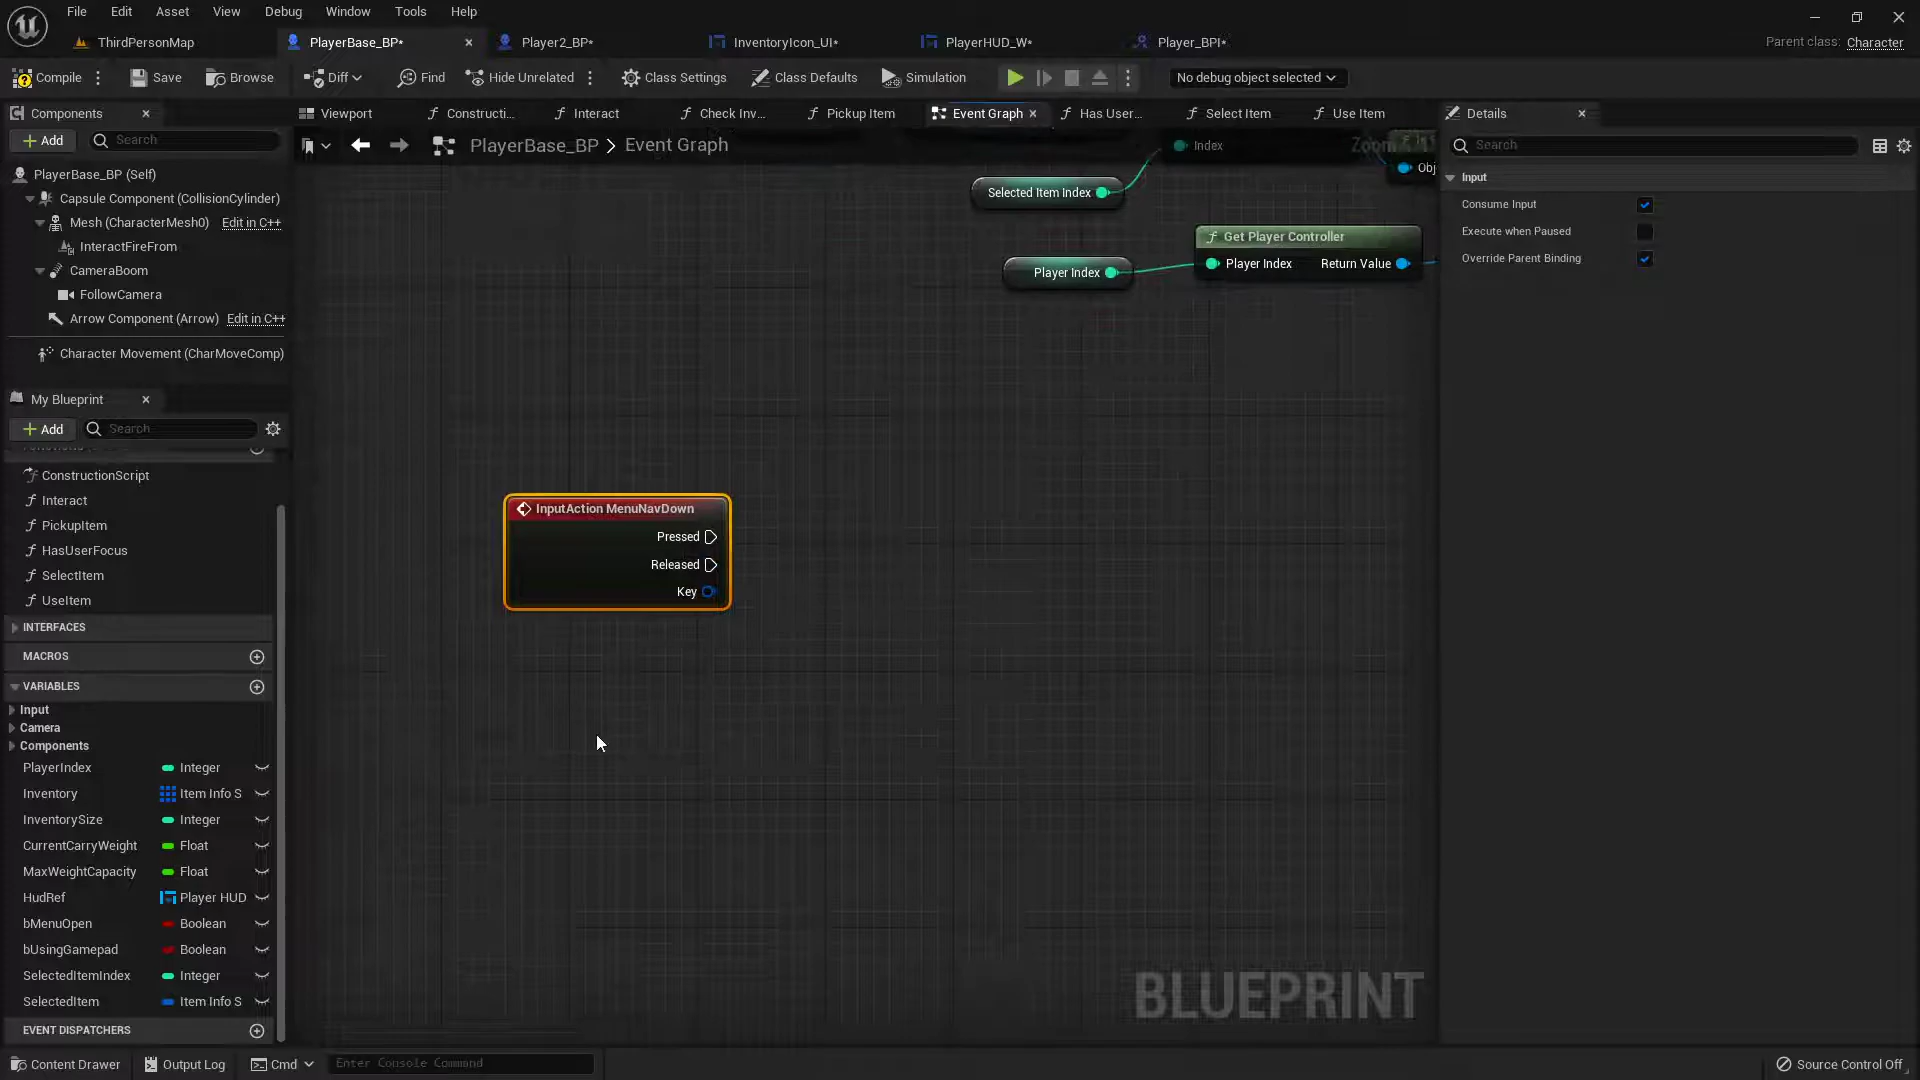 File Edit Asset View Debug Window Tools Help
ThirdPersonMap PlayerBase_BP* Player2_BP* InventoryIcon_UI* PlayerHUD_W* Player_BPI* Parent class: Character
Compile Save Browse Diff Find Hide Unrelated Class Settings Class Defaults Simulation No debug object selected
Components Viewport Constructi... Interact Check Inv... Pickup Item Event Graph Has User... Select Item Use Item Details
Add Search
PlayerBase_BP > Event Graph
Search
PlayerBase_BP (Self)
Capsule Component (CollisionCylinder)
Mesh (CharacterMesh0) Edit in C++
InteractFireFrom
CameraBoom
FollowCamera
Arrow Component (Arrow) Edit in C++
Character Movement (CharMoveComp)
My Blueprint
Add Search
ConstructionScript
Interact
PickupItem
HasUserFocus
SelectItem
UseItem
INTERFACES
MACROS
VARIABLES
Input
Camera
Components
PlayerIndex Integer
Inventory Item Info S
InventorySize Integer
CurrentCarryWeight Float
MaxWeightCapacity Float
HudRef Player HUD
bMenuOpen Boolean
bUsingGamepad Boolean
SelectedItemIndex Integer
SelectedItem Item Info S
EVENT DISPATCHERS
Index
Obj
Selected Item Index
Get Player Controller
Player Index
Player Index Return Value
InputAction MenuNavDown
Pressed
Released
Key
BLUEPRINT
Input
Consume Input
Execute when Paused
Override Parent Binding
Content Drawer Output Log Cmd Enter Console Command Source Control Off